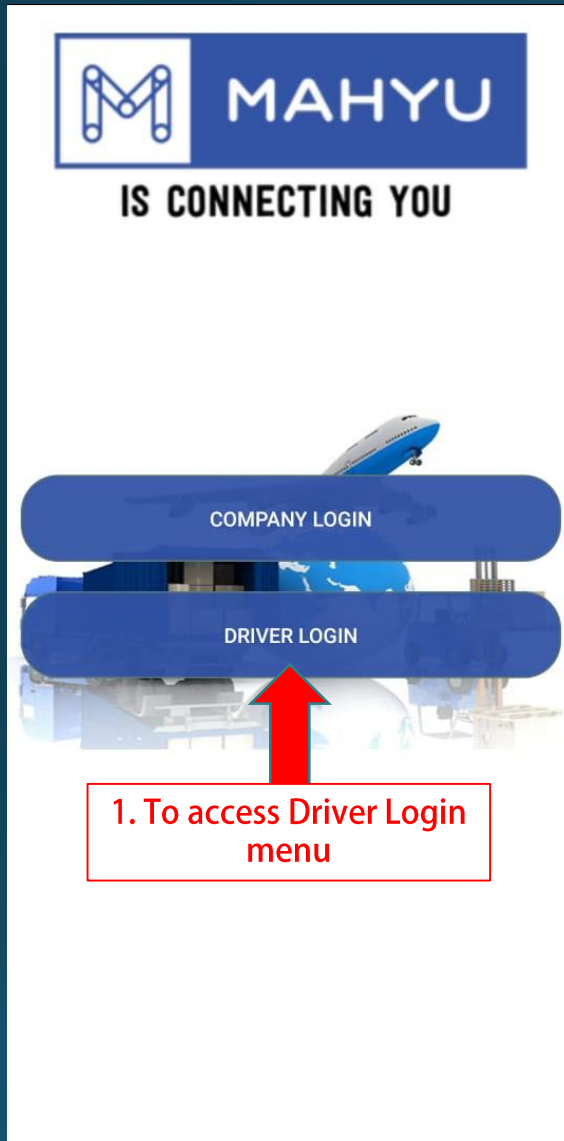 MAHYU
IS CONNECTING YOU
COMPANY LOGIN
DRIVER LOGIN
1. To access Driver Login
menu